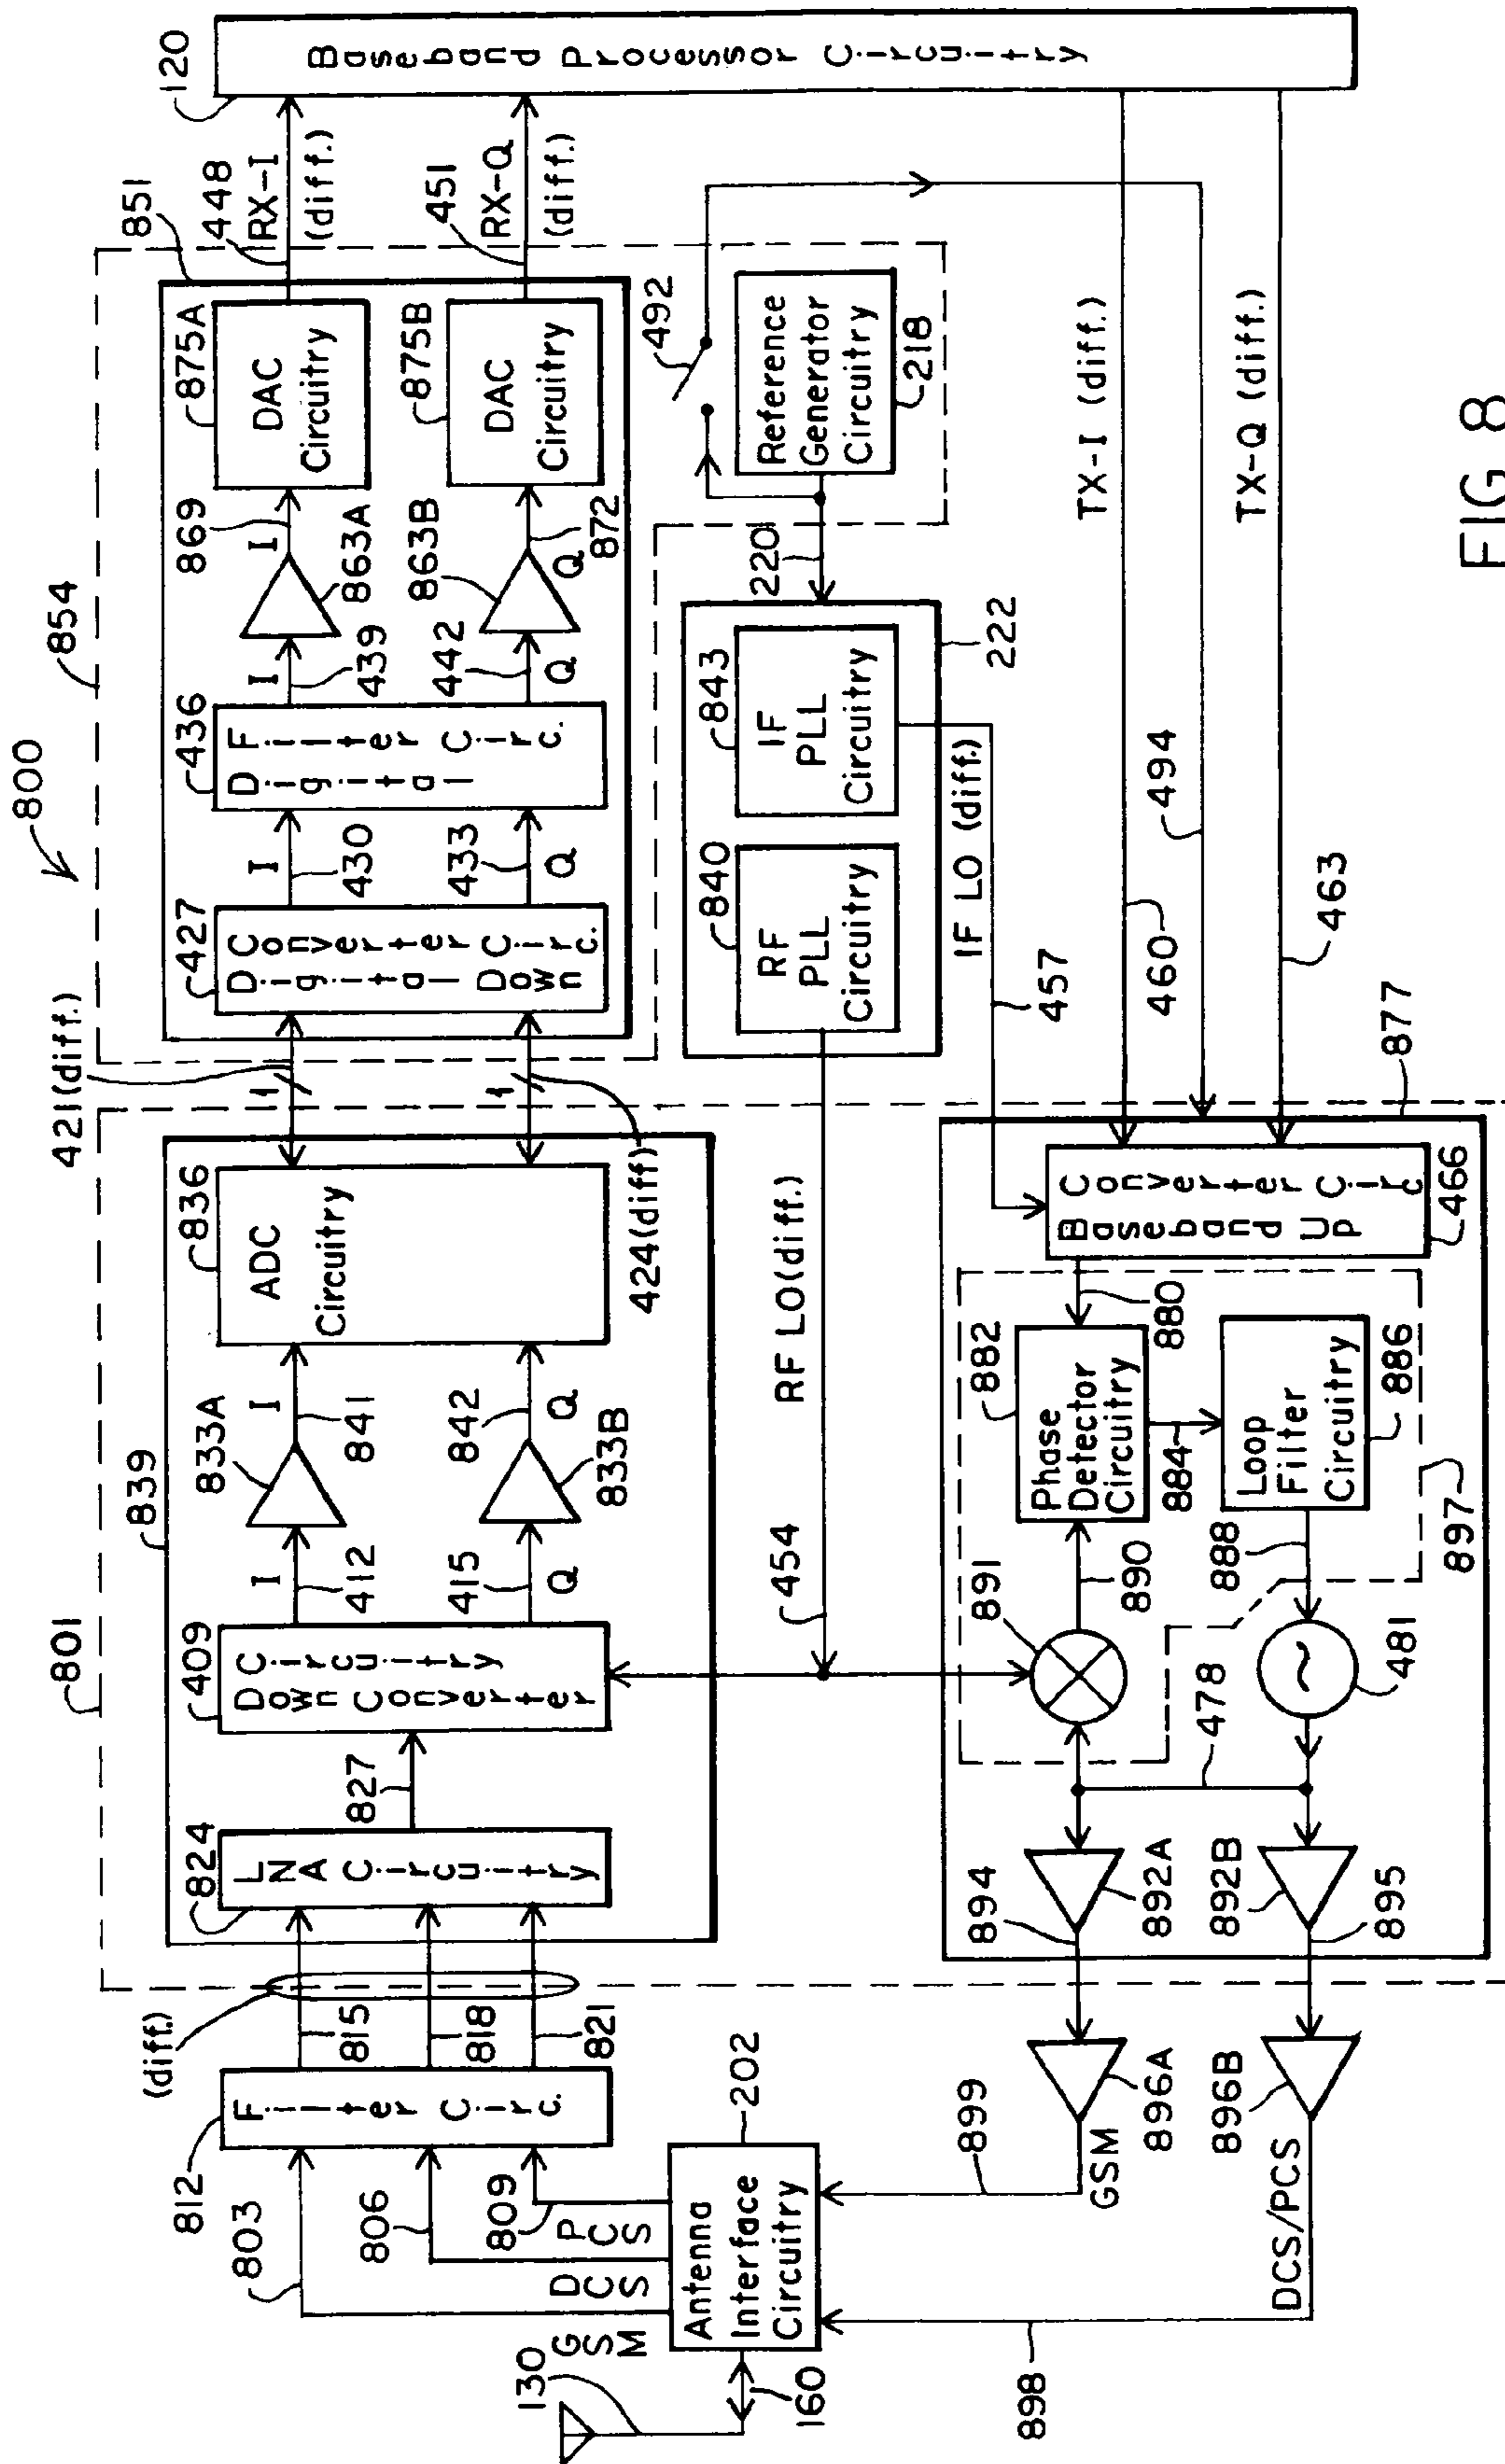 800
801
839
812
803
806
809
GSM
DCS
PCS
130
160
Antenna
Interface
Circuitry
202
Filter Circ.
(diff.)
815
818
821
824
LNA Circuitry
827
409
Down Converter
Circuitry
I
412
415
Q
833A
833B
I
841
842
Q
836
ADC
Circuitry
421(diff.)
1
1
424(diff)
854
851
427
Digital Down
Converter Circ.
I
430
433
Q
436
Digital
Filter Circ.
I
439
442
Q
863A
863B
I
869
Q
872
875A
DAC
Circuitry
875B
DAC
Circuitry
448
RX-I
(diff.)
451
RX-Q
(diff.)
120
Baseband Processor Circuitry
454
RF LO(diff.)
840
RF
PLL
Circuitry
843
IF
PLL
Circuitry
222
220
492
Reference
Generator
Circuitry
218
IF LO (diff.)
457
TX-I (diff.)
460
494
TX-Q (diff.)
463
877
Baseband Up
Converter Circ
466
880
882
Phase
Detector
Circuitry
884
Loop
Filter
Circuitry
886
888
890
891
897
481
478
892A
892B
894
895
896A
896B
899
GSM
898
DCS/PCS
FIG 8